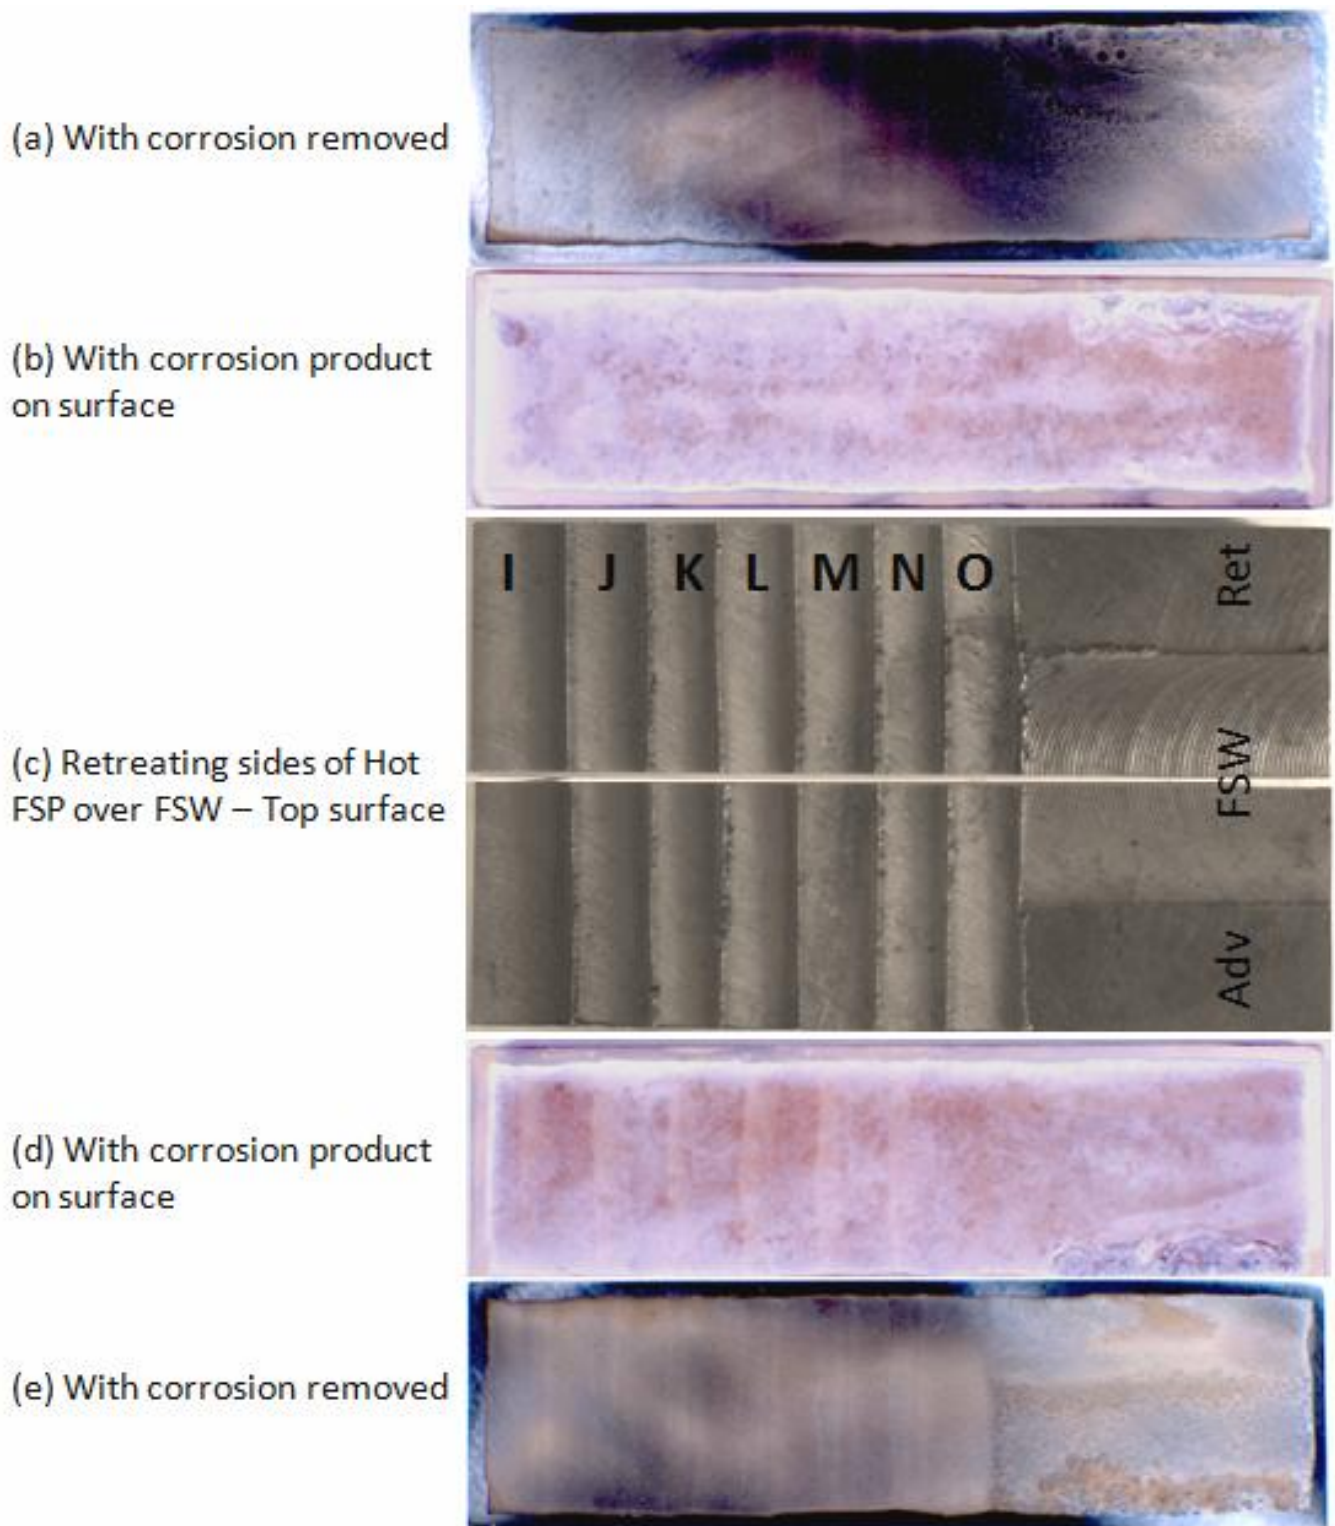 (a) With corrosion removed
(b) With corrosion product
on surface
I J K L M N O
Ret
FSW
Adv
(c) Retreating sides of Hot
FSP over FSW – Top surface
(d) With corrosion product
on surface
(e) With corrosion removed